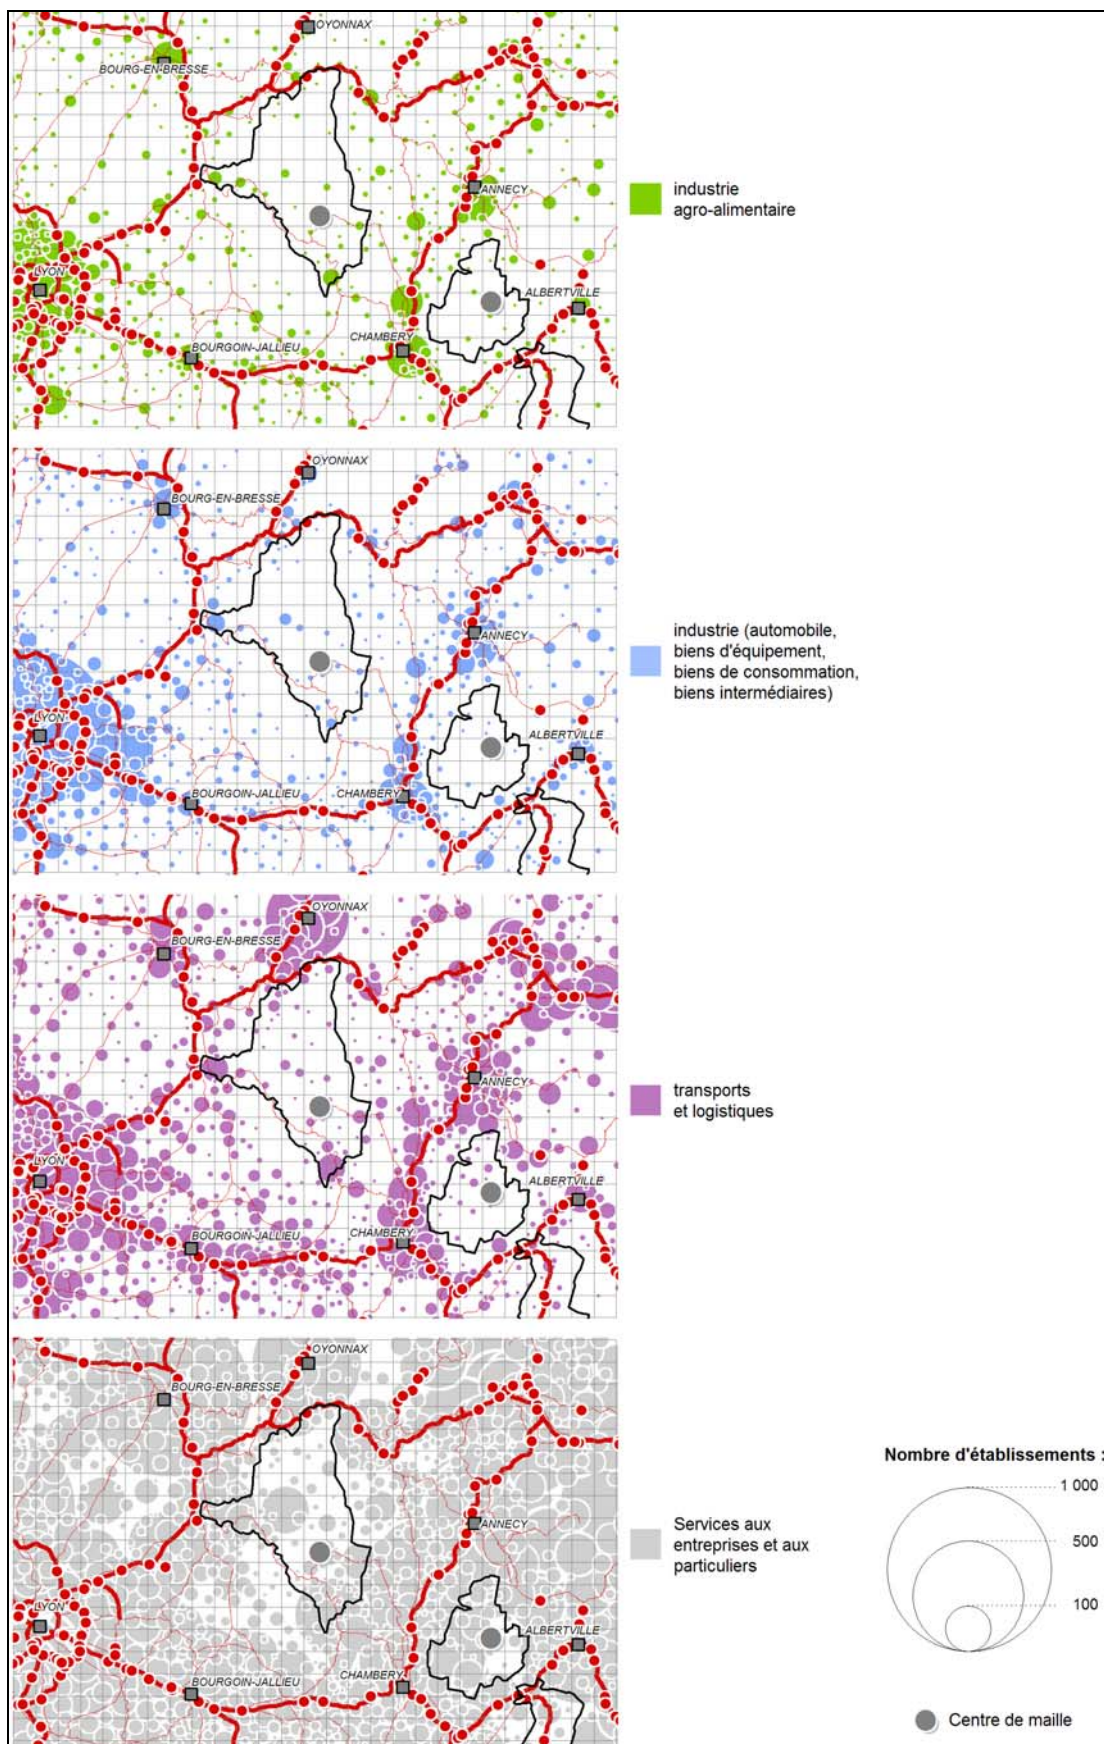 OYONNAX
BOURG-EN-BRESSE
ANNECY
LYON
ALBERTVILLE
CHAMBERY
BOURGOIN-JALLIEU
industrie
agro-alimentaire
OYONNAX
BOURG-EN-BRESSE
ANNECY
LYON
ALBERTVILLE
BOURGOIN-JALLIEU
CHAMBERY
industrie (automobile,
biens d'équipement,
biens de consommation,
biens intermédiaires)
OYONNAX
BOURG-EN-BRESSE
ANNECY
LYON
ALBERTVILLE
BOURGOIN-JALLIEU
CHAMBERY
transports
et logistiques
OYONNAX
BOURG-EN-BRESSE
ANNECY
LYON
ALBERTVILLE
BOURGOIN-JALLIEU
CHAMBERY
Services aux
entreprises et aux
particuliers
Nombre d'établissements :
1 000
500
100
Centre de maille